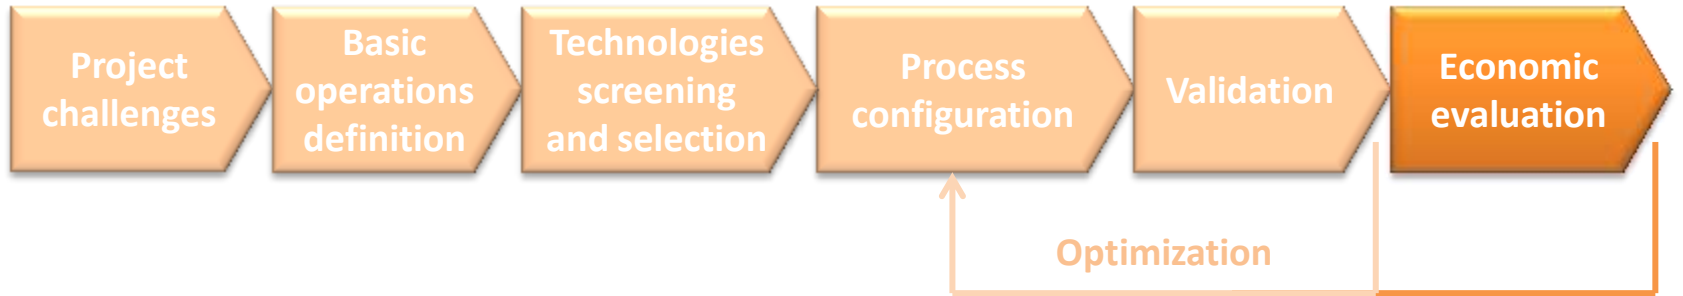 Project
challenges
Basic
operations
definition
Technologies
screening
and selection
Process
configuration
Validation
Economic
evaluation
Optimization